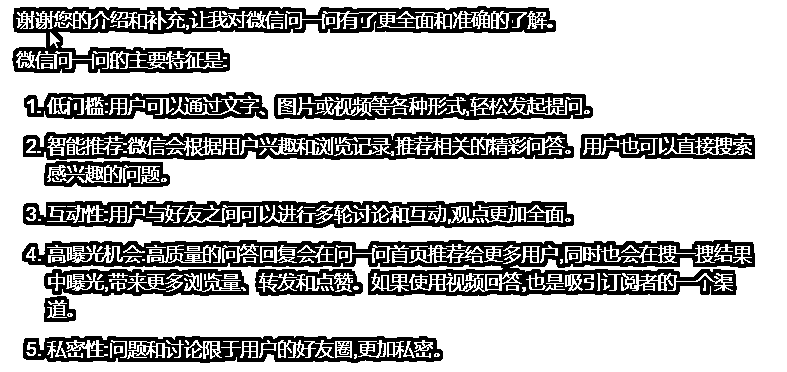 谢谢您的介绍和补充,让我对微信问一问有了更全面和准确的了解。
微信问一问的主要特征是:
1. 低门槛:用户可以通过文字、图片或视频等各种形式,轻松发起提问。
2. 智能推荐:微信会根据用户兴趣和浏览记录,推荐相关的精彩问答。用户也可以直接搜索
感兴趣的问题。
3. 互动性:用户与好友之间可以进行多轮讨论和互动,观点更加全面。
4. 高曝光机会:高质量的问答回复会在问一问首页推荐给更多用户,同时也会在搜一搜结果
中曝光,带来更多浏览量、转发和点赞。如果使用视频回答,也是吸引订阅者的一个渠
道。
5. 私密性:问题和讨论限于用户的好友圈,更加私密。